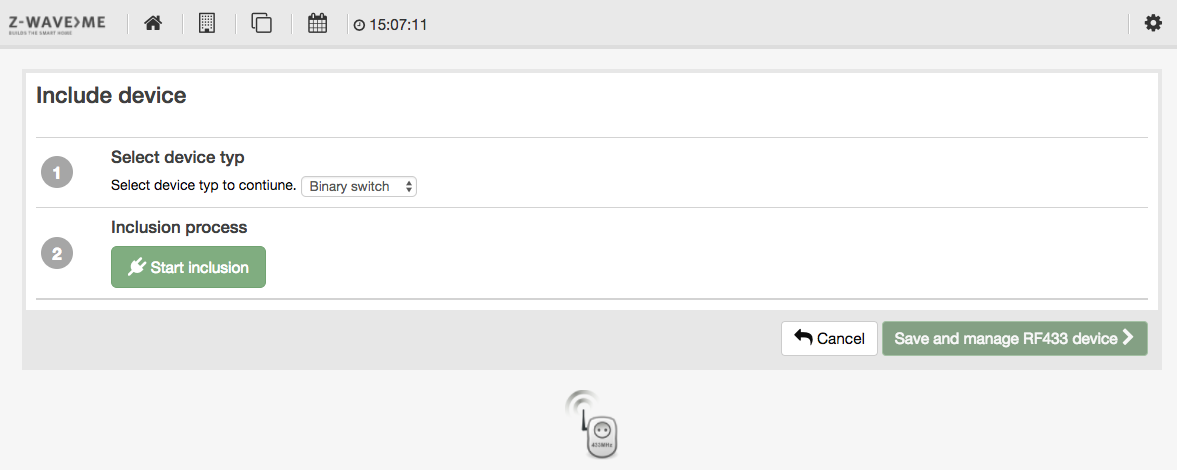 Z-WAVE>ME
BUILDS THE SMART HOME
15:07:11
Include device
1
Select device typ
Select device typ to contiune. Binary switch
2
Inclusion process
Start inclusion
Cancel
Save and manage RF433 device
433MHz